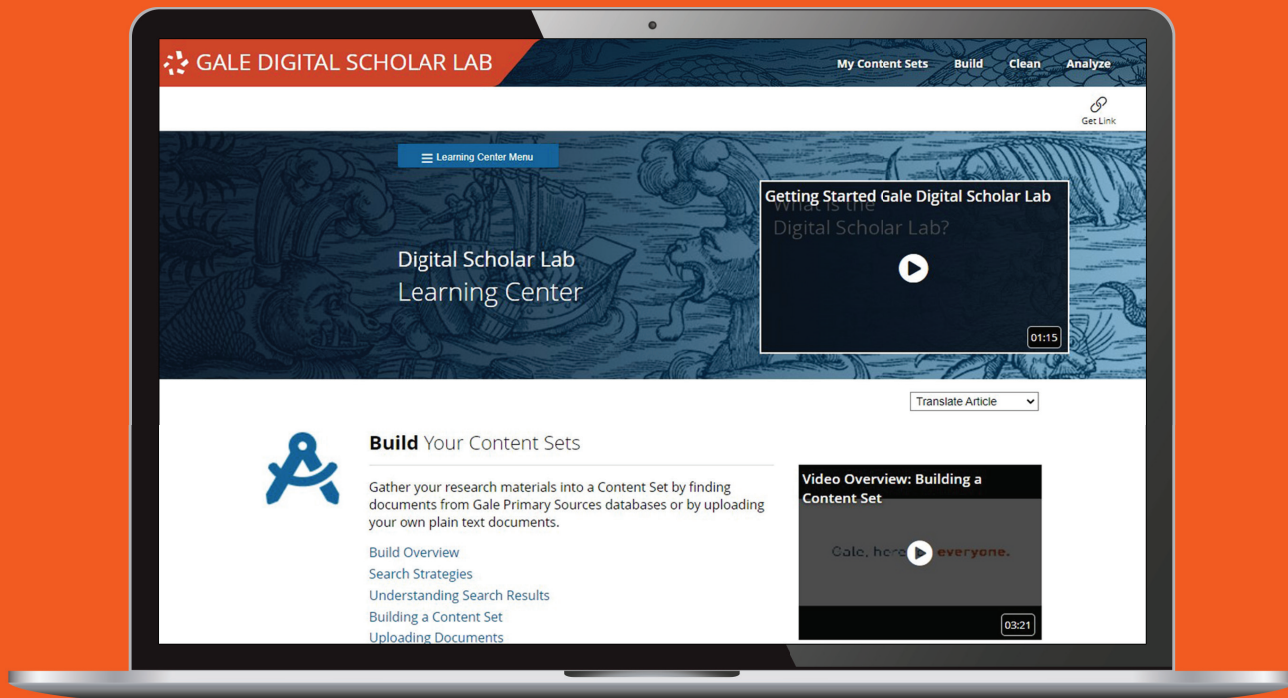 GALE DIGITAL SCHOLAR LAB
My Content Sets Build Clean Analyze
Get Link
Learning Center Menu
Getting Started Gale Digital Scholar Lab
What is the
Digital Scholar Lab?
01:15
Digital Scholar Lab
Learning Center
Translate Article
Build Your Content Sets
Gather your research materials into a Content Set by finding
documents from Gale Primary Sources databases or by uploading
your own plain text documents.
Build Overview
Search Strategies
Understanding Search Results
Building a Content Set
Uploading Documents
Video Overview: Building a
Content Set
Gale, here everyone.
03:21